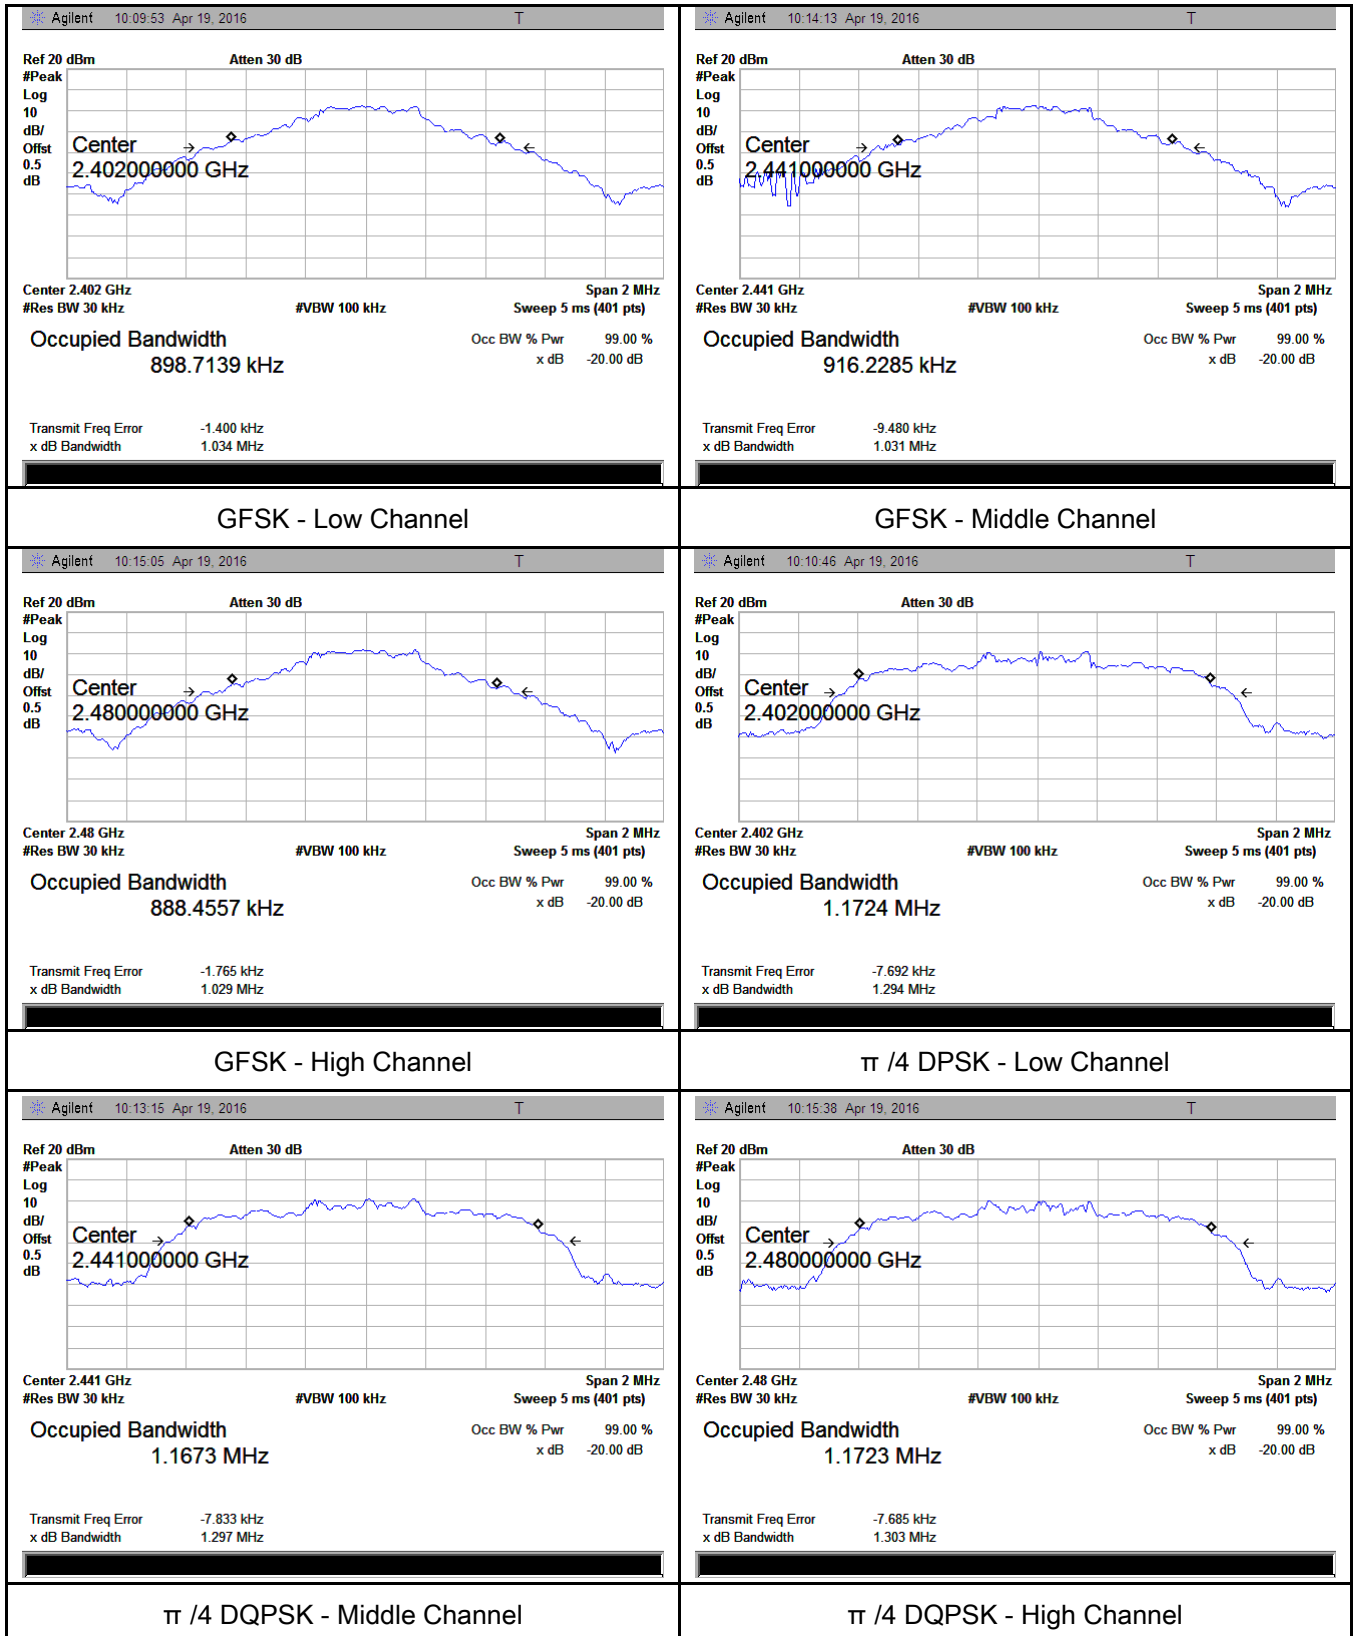 Agilent 10:09:53 Apr 19, 2016 T
Ref 20 dBm Atten 30 dB
#Peak
Log
10
dB/
Offst
0.5
dB
Center
2.402000000 GHz
Center 2.402 GHz Span 2 MHz
#Res BW 30 kHz #VBW 100 kHz Sweep 5 ms (401 pts)
Occupied Bandwidth Occ BW % Pwr 99.00 %
898.7139 kHz x dB -20.00 dB
Transmit Freq Error -1.400 kHz
x dB Bandwidth 1.034 MHz
GFSK - Low Channel
Agilent 10:14:13 Apr 19, 2016 T
Ref 20 dBm Atten 30 dB
#Peak
Log
10
dB/
Offst
0.5
dB
Center
2.441000000 GHz
Center 2.441 GHz Span 2 MHz
#Res BW 30 kHz #VBW 100 kHz Sweep 5 ms (401 pts)
Occupied Bandwidth Occ BW % Pwr 99.00 %
916.2285 kHz x dB -20.00 dB
Transmit Freq Error -9.480 kHz
x dB Bandwidth 1.031 MHz
GFSK - Middle Channel
Agilent 10:15:05 Apr 19, 2016 T
Ref 20 dBm Atten 30 dB
#Peak
Log
10
dB/
Offst
0.5
dB
Center
2.480000000 GHz
Center 2.48 GHz Span 2 MHz
#Res BW 30 kHz #VBW 100 kHz Sweep 5 ms (401 pts)
Occupied Bandwidth Occ BW % Pwr 99.00 %
888.4557 kHz x dB -20.00 dB
Transmit Freq Error -1.765 kHz
x dB Bandwidth 1.029 MHz
GFSK - High Channel
Agilent 10:10:46 Apr 19, 2016 T
Ref 20 dBm Atten 30 dB
#Peak
Log
10
dB/
Offst
0.5
dB
Center
2.402000000 GHz
Center 2.402 GHz Span 2 MHz
#Res BW 30 kHz #VBW 100 kHz Sweep 5 ms (401 pts)
Occupied Bandwidth Occ BW % Pwr 99.00 %
1.1724 MHz x dB -20.00 dB
Transmit Freq Error -7.692 kHz
x dB Bandwidth 1.294 MHz
π /4 DPSK - Low Channel
Agilent 10:13:15 Apr 19, 2016 T
Ref 20 dBm Atten 30 dB
#Peak
Log
10
dB/
Offst
0.5
dB
Center
2.441000000 GHz
Center 2.441 GHz Span 2 MHz
#Res BW 30 kHz #VBW 100 kHz Sweep 5 ms (401 pts)
Occupied Bandwidth Occ BW % Pwr 99.00 %
1.1673 MHz x dB -20.00 dB
Transmit Freq Error -7.833 kHz
x dB Bandwidth 1.297 MHz
π /4 DQPSK - Middle Channel
Agilent 10:15:38 Apr 19, 2016 T
Ref 20 dBm Atten 30 dB
#Peak
Log
10
dB/
Offst
0.5
dB
Center
2.480000000 GHz
Center 2.48 GHz Span 2 MHz
#Res BW 30 kHz #VBW 100 kHz Sweep 5 ms (401 pts)
Occupied Bandwidth Occ BW % Pwr 99.00 %
1.1723 MHz x dB -20.00 dB
Transmit Freq Error -7.685 kHz
x dB Bandwidth 1.303 MHz
π /4 DQPSK - High Channel